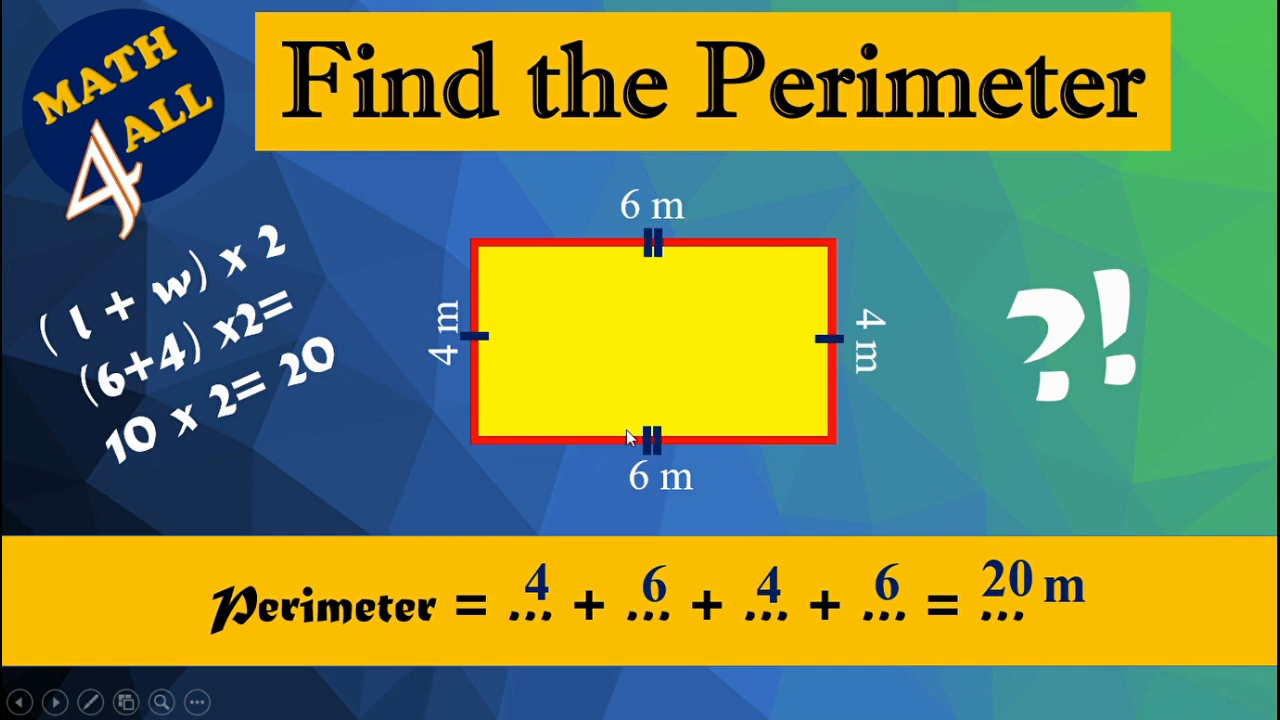 MATH
4 ALL
Find the Perimeter
6 m
( l + w) x 2
(6+4) x2=
10 x 2= 20
4 m
4 m
?!
6 m
Perimeter = 4 + 6 + 4 + 6 = 20 m
... ... ... ... ...